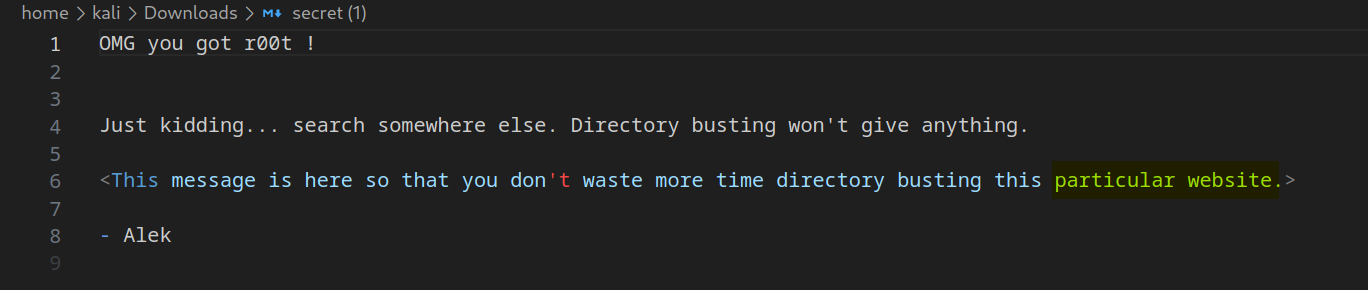 home > kali > Downloads > secret (1)
1 OMG you got r00t !
2
3
4 Just kidding... search somewhere else. Directory busting won't give anything.
5
6 <This message is here so that you don't waste more time directory busting this particular website.>
7
8 - Alek
9